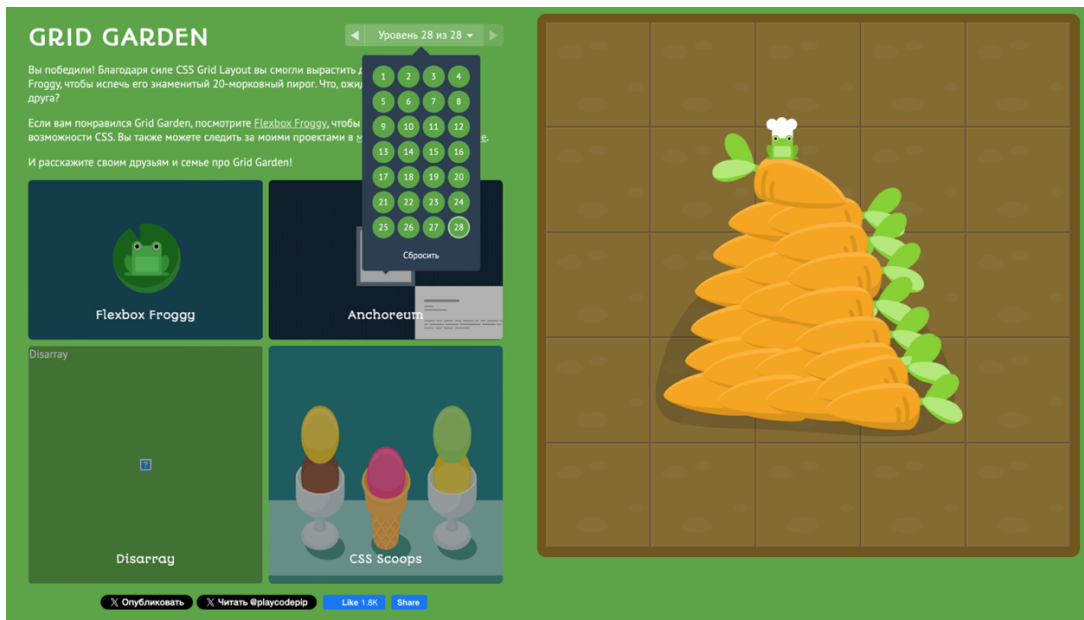 GRID GARDEN
Уровень 28 из 28
Вы победили! Благодаря силе CSS Grid Layout вы смогли вырастить
Froggy, чтобы испечь его знаменитый 20-морковный пирог. Что,
друга?
Если вам понравился Grid Garden, посмотрите Flexbox Froggy, чтобы
возможности CSS. Вы также можете следить за моими проектами в
И расскажите своим друзьям и семье про Grid Garden!
1 2 3 4
5 6 7 8
9 10 11 12
13 14 15 16
17 18 19 20
21 22 23 24
25 26 27 28
Сбросить
Flexbox Froggy
Anchoreum
Disarray
?
Disarray
CSS Scoops
X Опубликовать
X Читать @playcodepip
Like 1.8K
Share